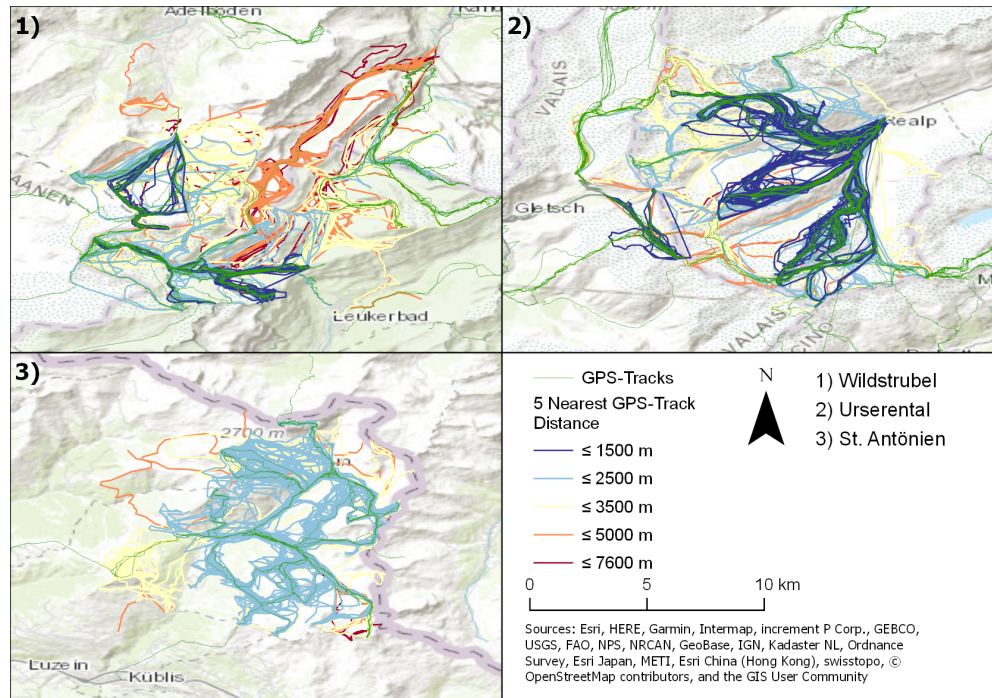 1)
Adelboden
AANEN
Leukerbad
2)
VALAIS
Realp
Gletsch
VALAIS
3)
2700 m
Luzein
Küblis
GPS-Tracks
5 Nearest GPS-Track
Distance
≤ 1500 m
≤ 2500 m
≤ 3500 m
≤ 5000 m
≤ 7600 m
N
1) Wildstrubel
2) Urserental
3) St. Antönien
0 5 10 km
Sources: Esri, HERE, Garmin, Intermap, increment P Corp., GEBCO,
USGS, FAO, NPS, NRCAN, GeoBase, IGN, Kadaster NL, Ordnance
Survey, Esri Japan, METI, Esri China (Hong Kong), swisstopo, ©
OpenStreetMap contributors, and the GIS User Community